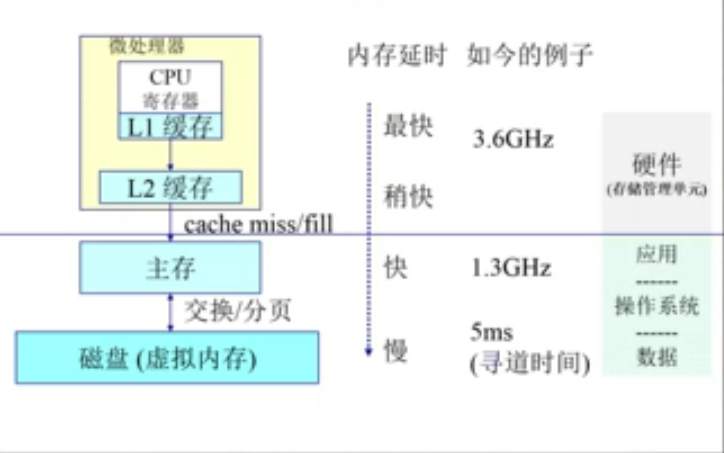 微处理器
CPU
寄存器
L1 缓存
L2 缓存
cache miss/fill
主存
交换/分页
磁盘 (虚拟内存)
内存延时
最快
稍快
快
慢
如今的例子
3.6GHz
1.3GHz
5ms
(寻道时间)
硬件
(存储管理单元)
应用
------
操作系统
------
数据